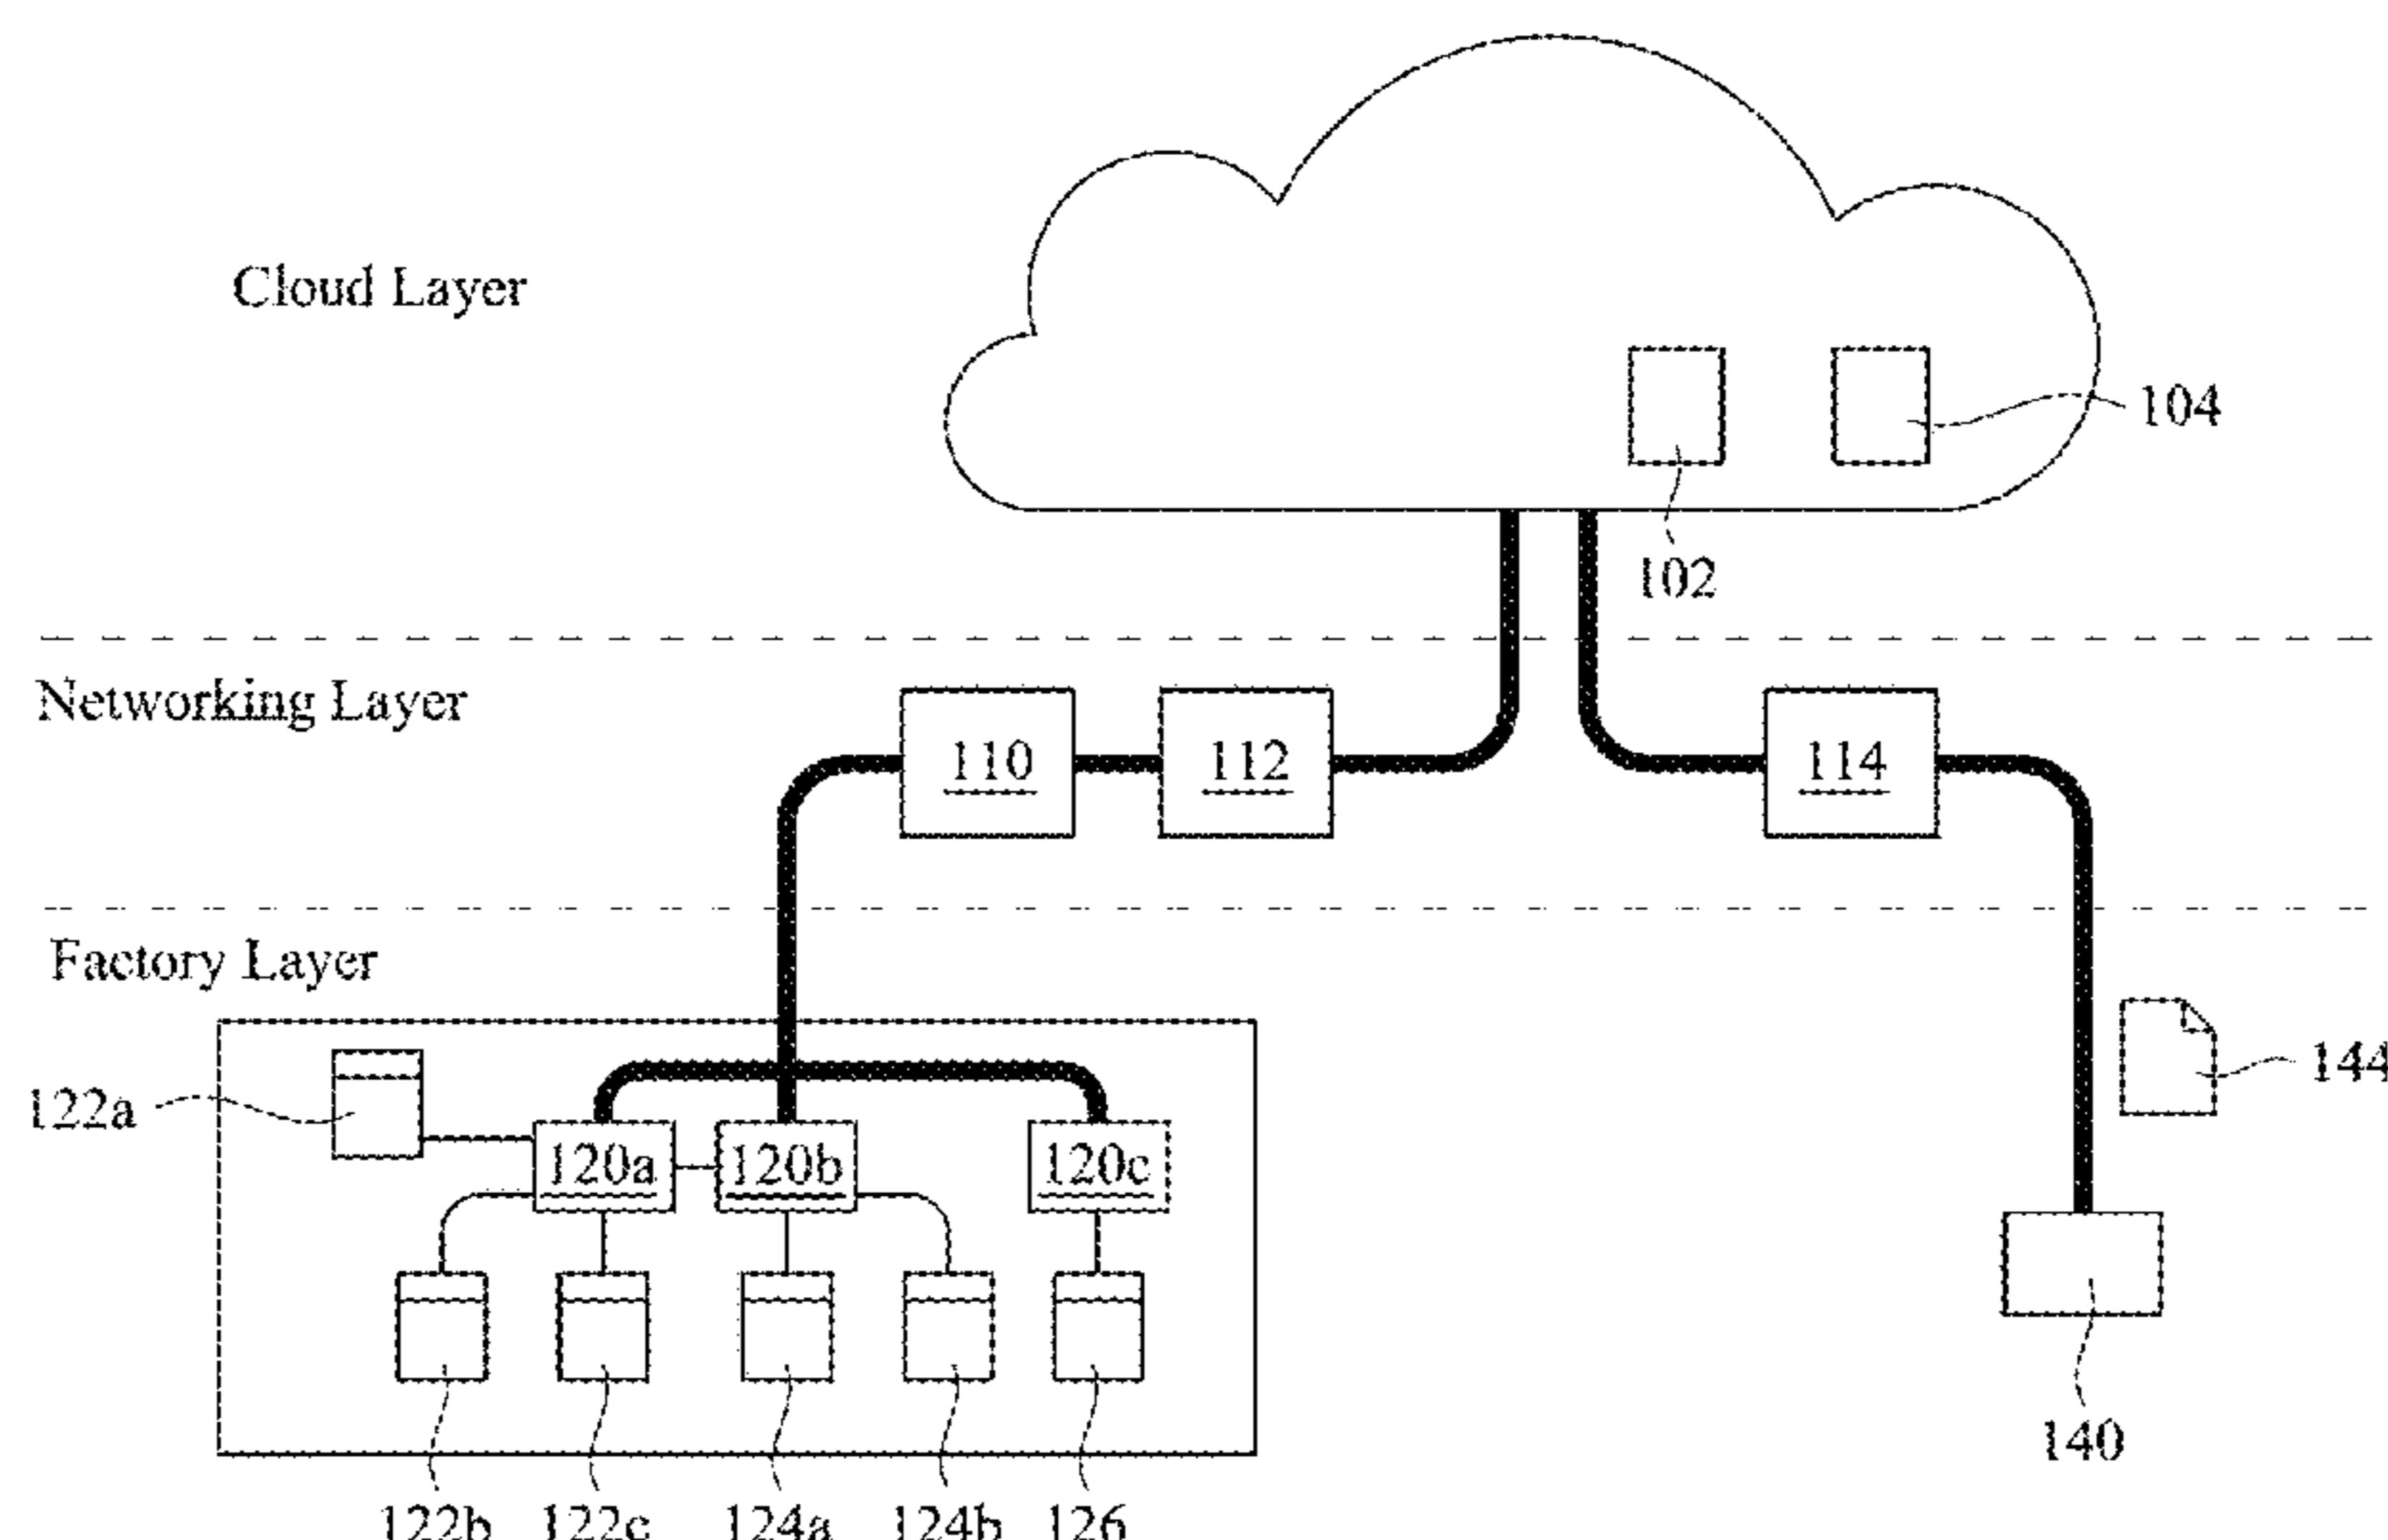 Cloud Layer
104
102
Networking Layer
110
112
114
Factory Layer
144
122a
120a
120b
120c
140
122b
122c
124a
124b
126